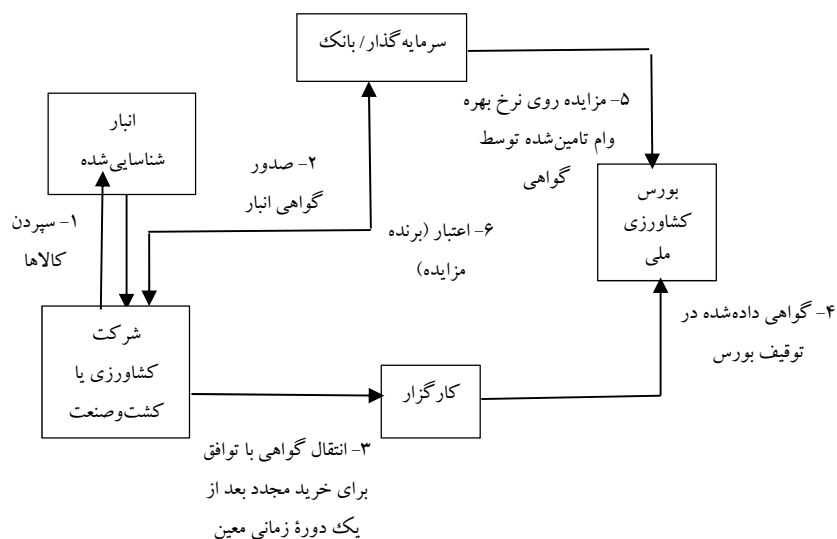 سرمایه‌گذار/ بانک
۵- مزایده روی نرخ بهره
وام تامین‌شده توسط
گواهی
انبار
شناسایی‌شده
۲- صدور
گواهی انبار
بورس
کشاورزی
ملی
۱- سپردن
کالاها
۶- اعتبار (برنده
مزایده)
شرکت
کشاورزی یا
کشت‌وصنعت
کارگزار
۴- گواهی داده‌شده در
توقیف بورس
۳- انتقال گواهی با توافق
برای خرید مجدد بعد از
یک دورۀ زمانی معین